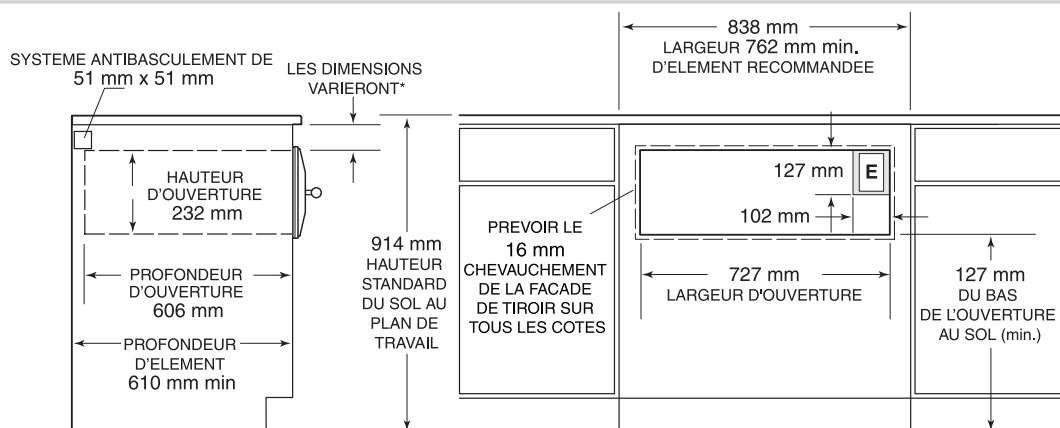 SYSTEME ANTIBASCULEMENT DE
51 mm x 51 mm
LES DIMENSIONS
VARIERONT*
HAUTEUR
D'OUVERTURE
232 mm
PROFONDEUR
D'OUVERTURE
606 mm
PROFONDEUR
D'ELEMENT
610 mm min
914 mm
HAUTEUR
STANDARD
DU SOL AU
PLAN DE
TRAVAIL
838 mm
LARGEUR 762 mm min.
D'ELEMENT RECOMMANDEE
127 mm
E
102 mm
PREVOIR LE
16 mm
CHEVAUCHEMENT
DE LA FACADE
DE TIROIR SUR
TOUS LES COTES
727 mm
LARGEUR D'OUVERTURE
127 mm
DU BAS
DE L'OUVERTURE
AU SOL (min.)